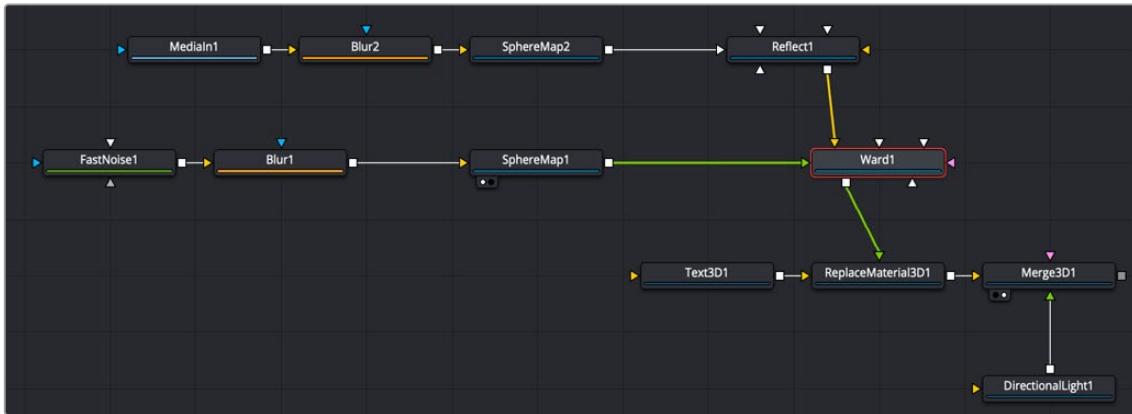 MediaIn1
Blur2
SphereMap2
Reflect1
FastNoise1
Blur1
SphereMap1
Ward1
Text3D1
ReplaceMaterial3D1
Merge3D1
DirectionalLight1